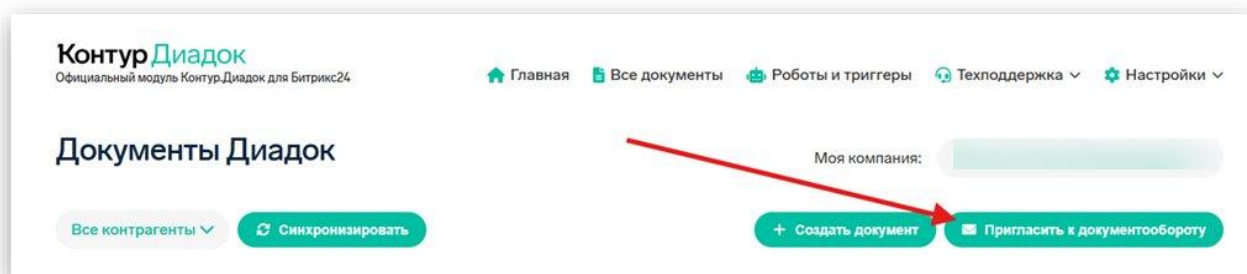 Контур Диадок
Официальный модуль Контур.Диадок для Битрикс24
Главная Все документы Роботы и триггеры Техподдержка Настройки
Документы Диадок
Моя компания:
Все контрагенты Синхронизировать + Создать документ Пригласить к документообороту